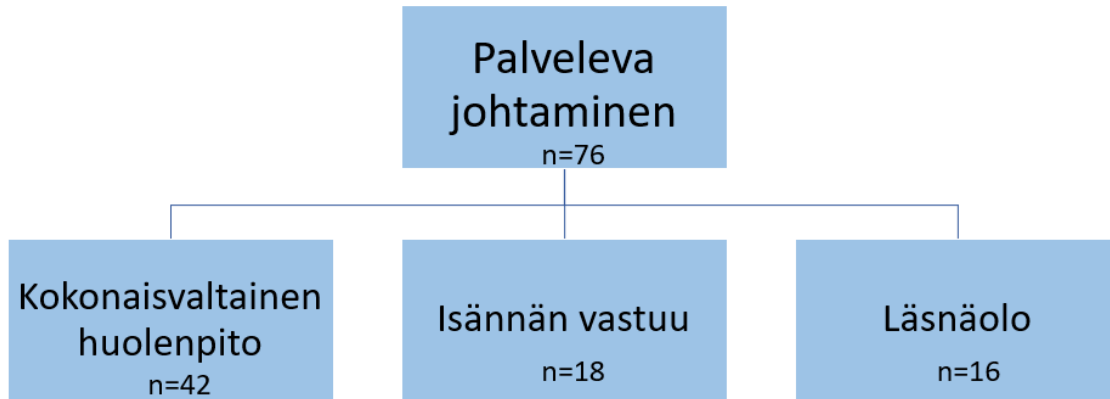 Palveleva
johtaminen
n=76
Kokonaisvaltainen
huolenpito
n=42
Isännän vastuu
n=18
Läsnäolo
n=16